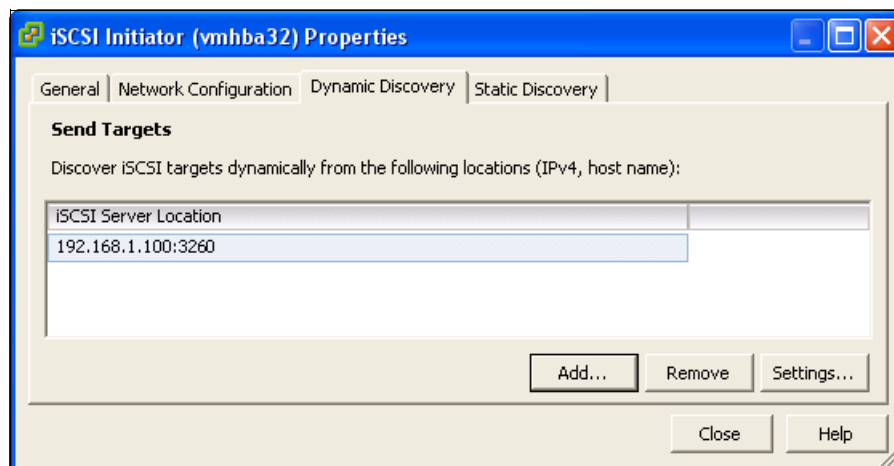 iSCSI Initiator (vmhba32) Properties
General Network Configuration Dynamic Discovery Static Discovery
Send Targets
Discover iSCSI targets dynamically from the following locations (IPv4, host name):
iSCSI Server Location
192.168.1.100:3260
Add... Remove Settings...
Close Help